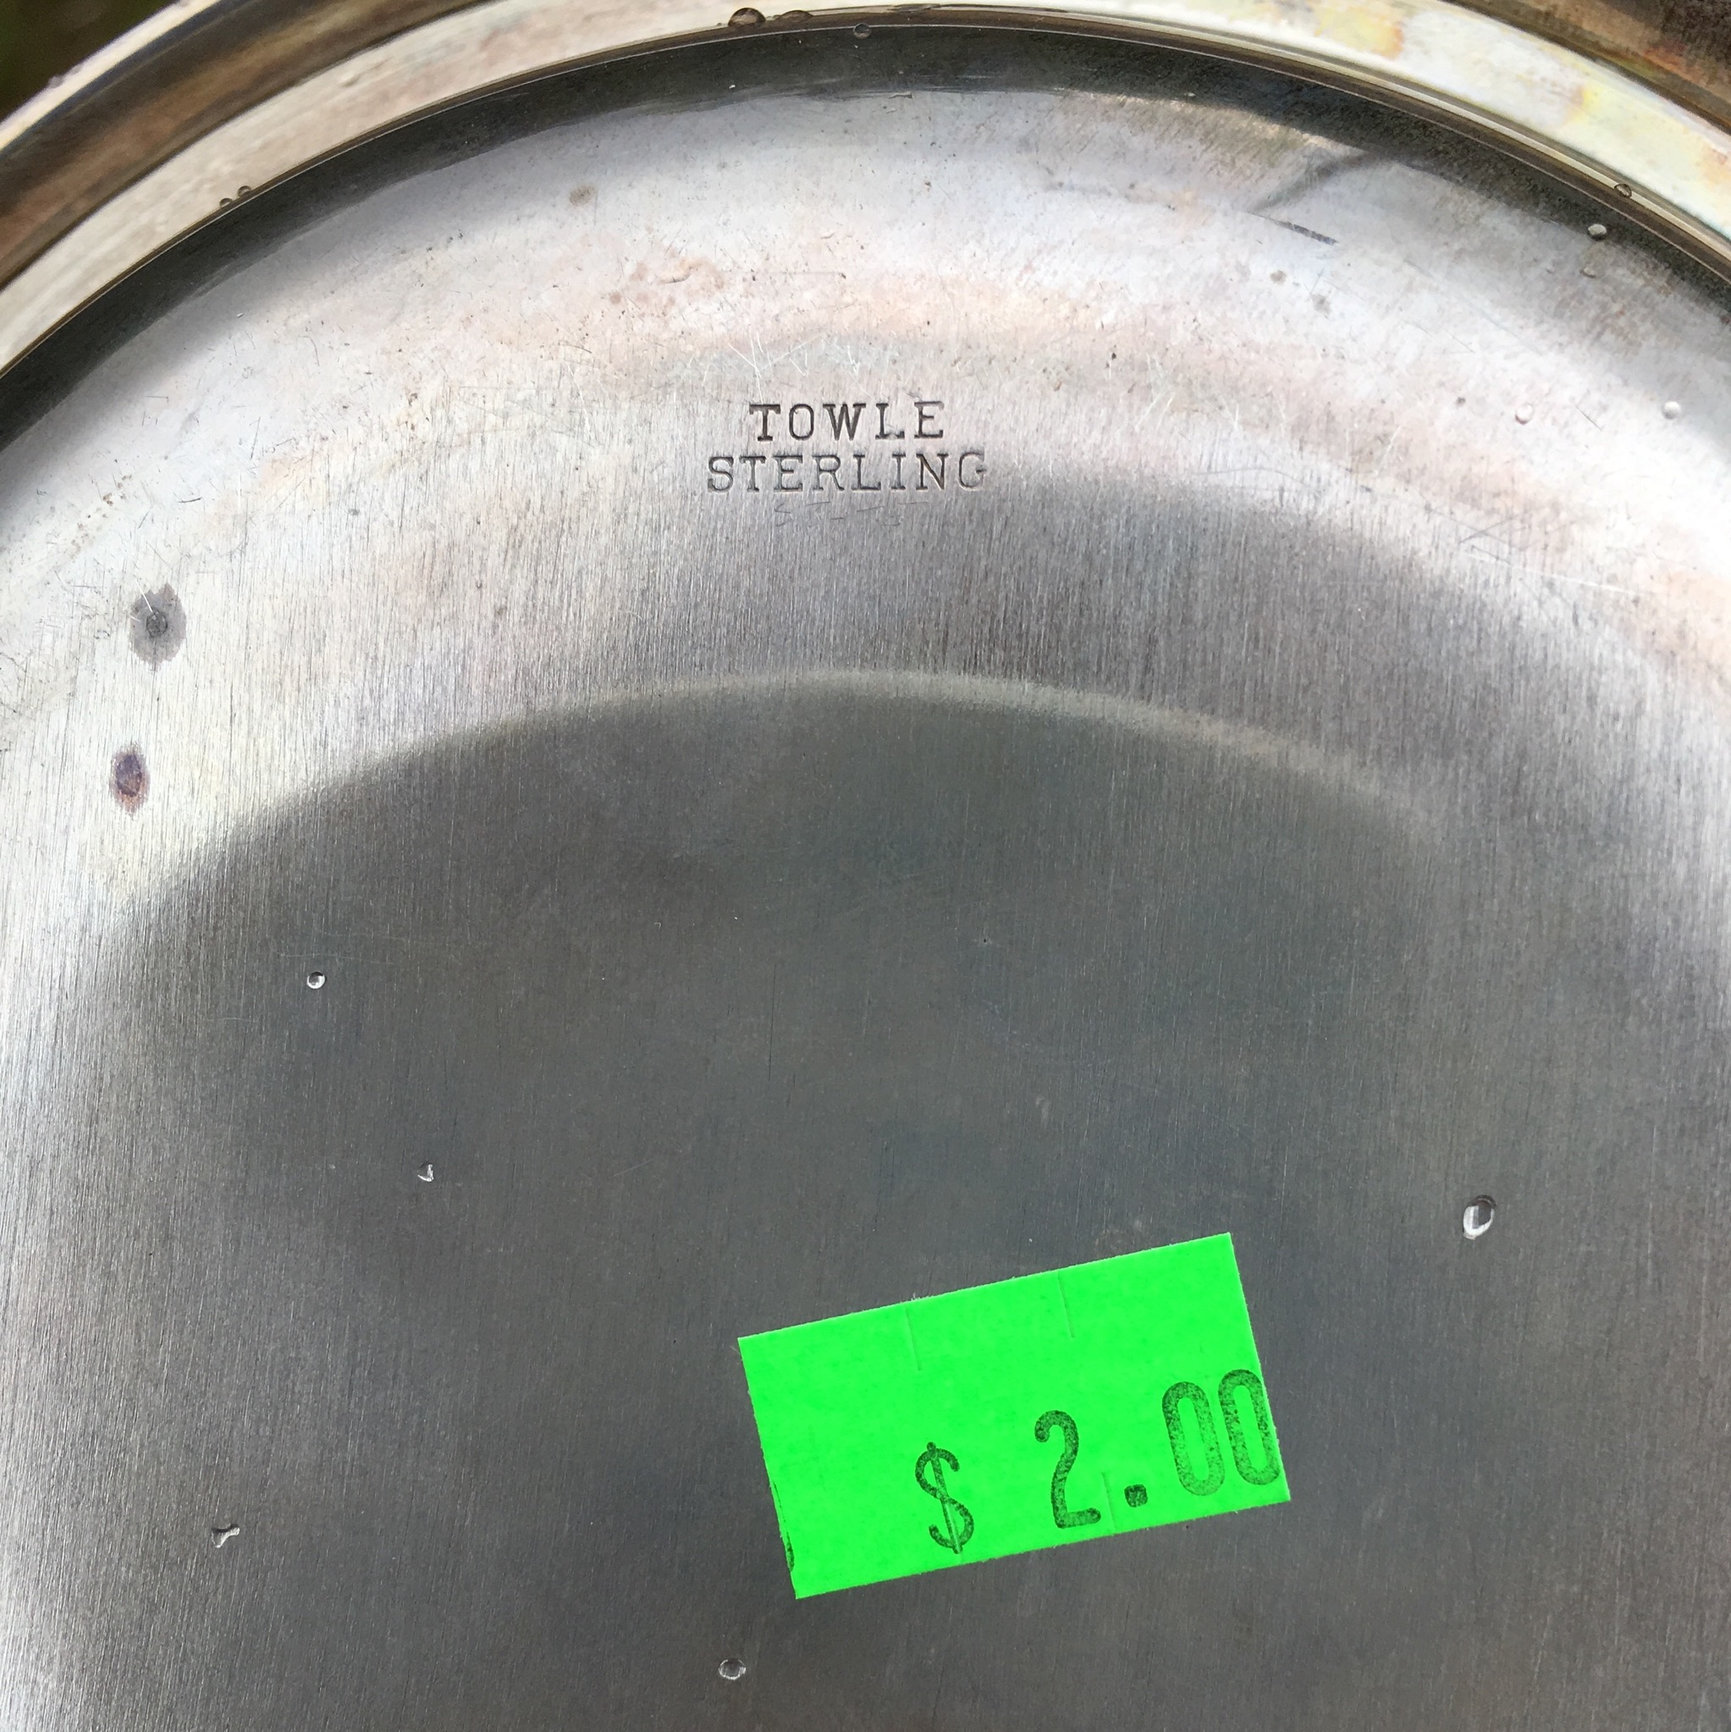 TOWLE
STERLING
$ 2.00